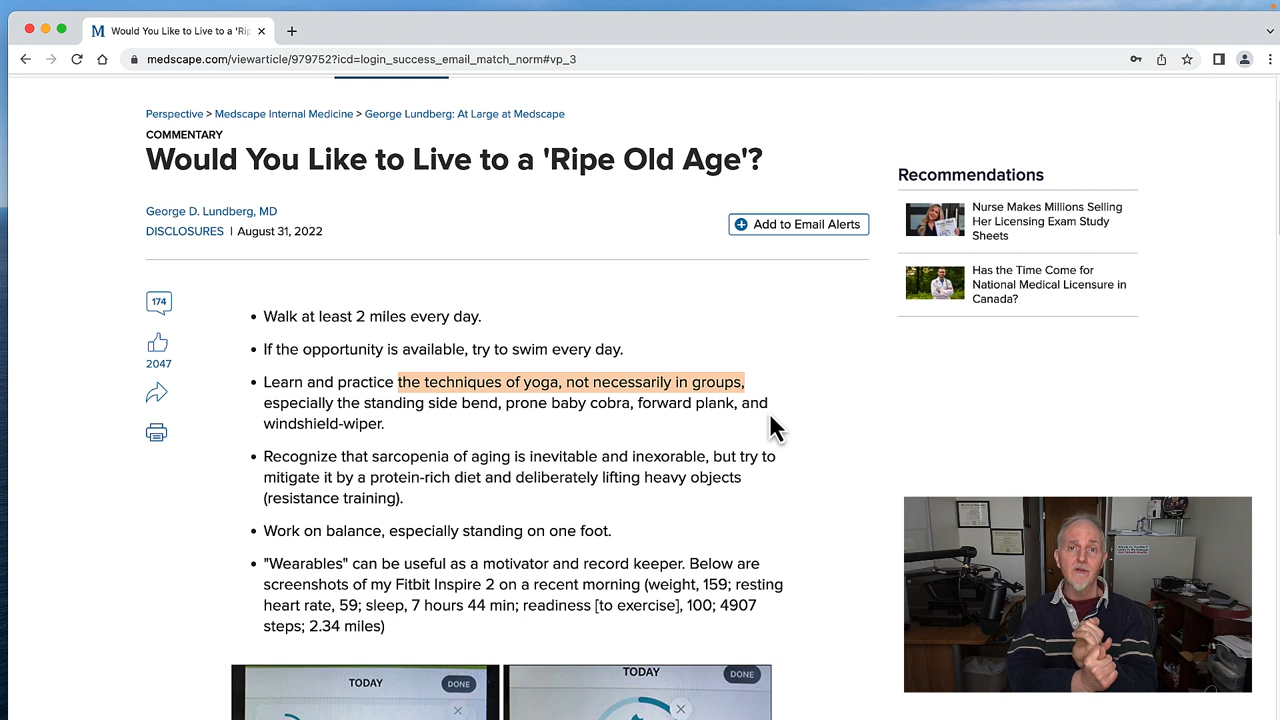 Would You Like to Live to a 'Rip
medscape.com/viewarticle/979752?icd=login_success_email_match_norm#vp_3
Perspective > Medscape Internal Medicine > George Lundberg: At Large at Medscape
COMMENTARY
Would You Like to Live to a 'Ripe Old Age'?
George D. Lundberg, MD
DISCLOSURES | August 31, 2022
Add to Email Alerts
Recommendations
Nurse Makes Millions Selling
Her Licensing Exam Study
Sheets
Has the Time Come for
National Medical Licensure in
Canada?
174
2047
• Walk at least 2 miles every day.
• If the opportunity is available, try to swim every day.
• Learn and practice the techniques of yoga, not necessarily in groups,
especially the standing side bend, prone baby cobra, forward plank, and
windshield-wiper.
• Recognize that sarcopenia of aging is inevitable and inexorable, but try to
mitigate it by a protein-rich diet and deliberately lifting heavy objects
(resistance training).
• Work on balance, especially standing on one foot.
• "Wearables" can be useful as a motivator and record keeper. Below are
screenshots of my Fitbit Inspire 2 on a recent morning (weight, 159; resting
heart rate, 59; sleep, 7 hours 44 min; readiness [to exercise], 100; 4907
steps; 2.34 miles)
TODAY
DONE
TODAY
DONE